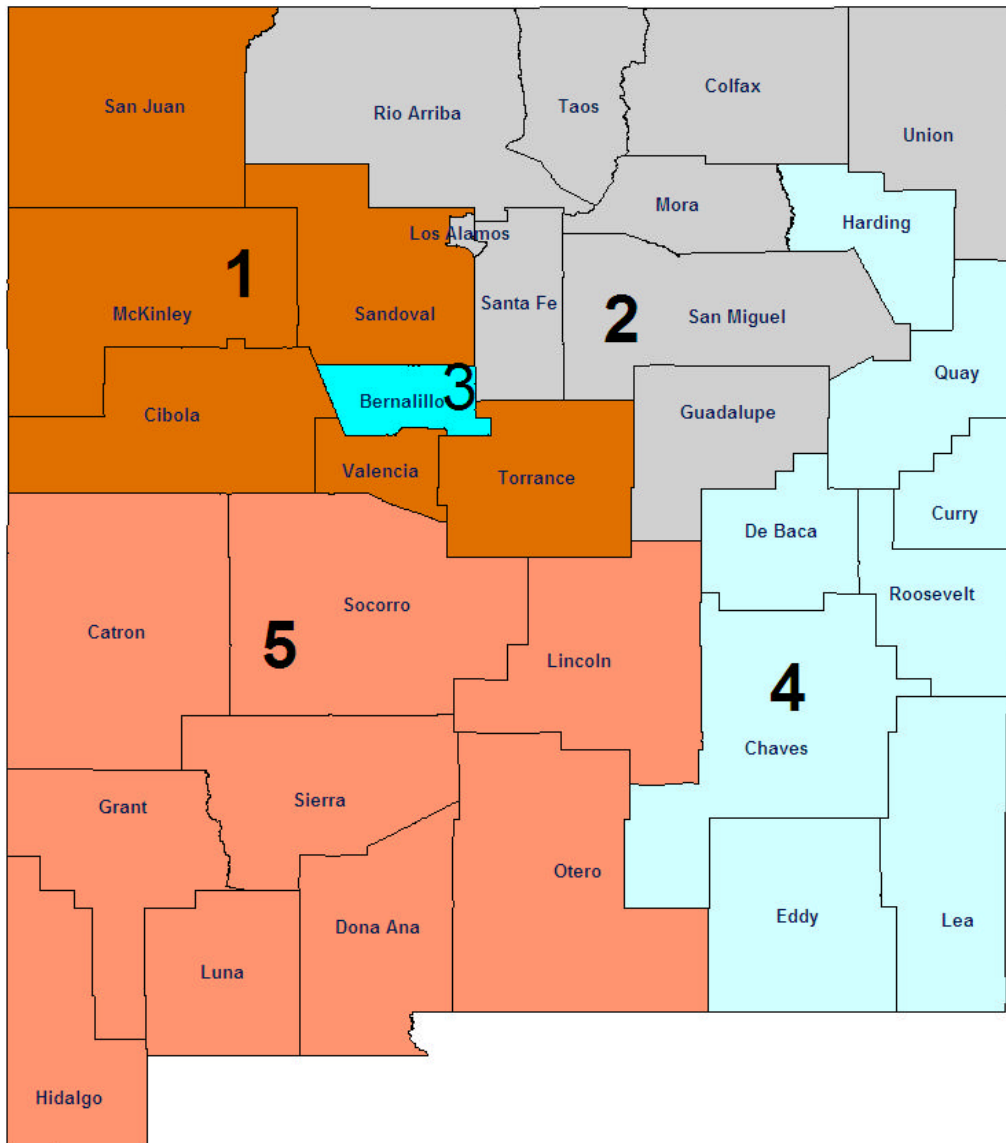 San Juan
Rio Arriba
Taos
Colfax
Union
Mora
Harding
Los Alamos
1
McKinley
Sandoval
Santa Fe
2
San Miguel
Quay
3
Bernalillo
Cibola
Guadalupe
Valencia
Torrance
Curry
De Baca
Roosevelt
Catron
Socorro
5
Lincoln
4
Chaves
Grant
Sierra
Otero
Dona Ana
Eddy
Lea
Luna
Hidalgo